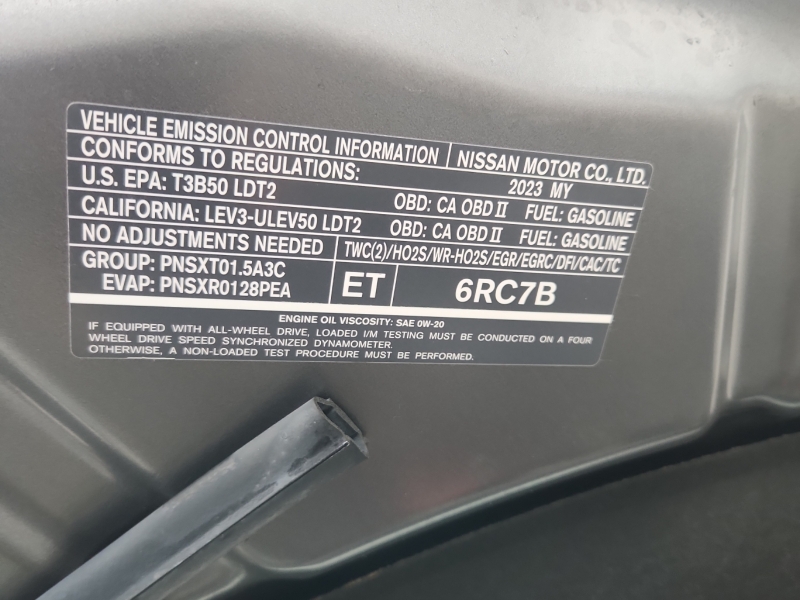 VEHICLE EMISSION CONTROL INFORMATION NISSAN MOTOR CO., LTD.
CONFORMS TO REGULATIONS: 2023 MY
U.S. EPA: T3B50 LDT2 OBD: CA OBD II FUEL: GASOLINE
CALIFORNIA: LEV3-ULEV50 LDT2 OBD: CA OBD II FUEL: GASOLINE
NO ADJUSTMENTS NEEDED TWC(2)/HO2S/WR-HO2S/EGR/EGRC/DFI/CAC/TC
GROUP: PNSXT01.5A3C
EVAP: PNSXR0128PEA
ET 6RC7B
ENGINE OIL VISCOSITY: SAE 0W-20
IF EQUIPPED WITH ALL-WHEEL DRIVE, LOADED I/M TESTING MUST BE CONDUCTED ON A FOUR
WHEEL DRIVE SPEED SYNCHRONIZED DYNAMOMETER.
OTHERWISE, A NON-LOADED TEST PROCEDURE MUST BE PERFORMED.